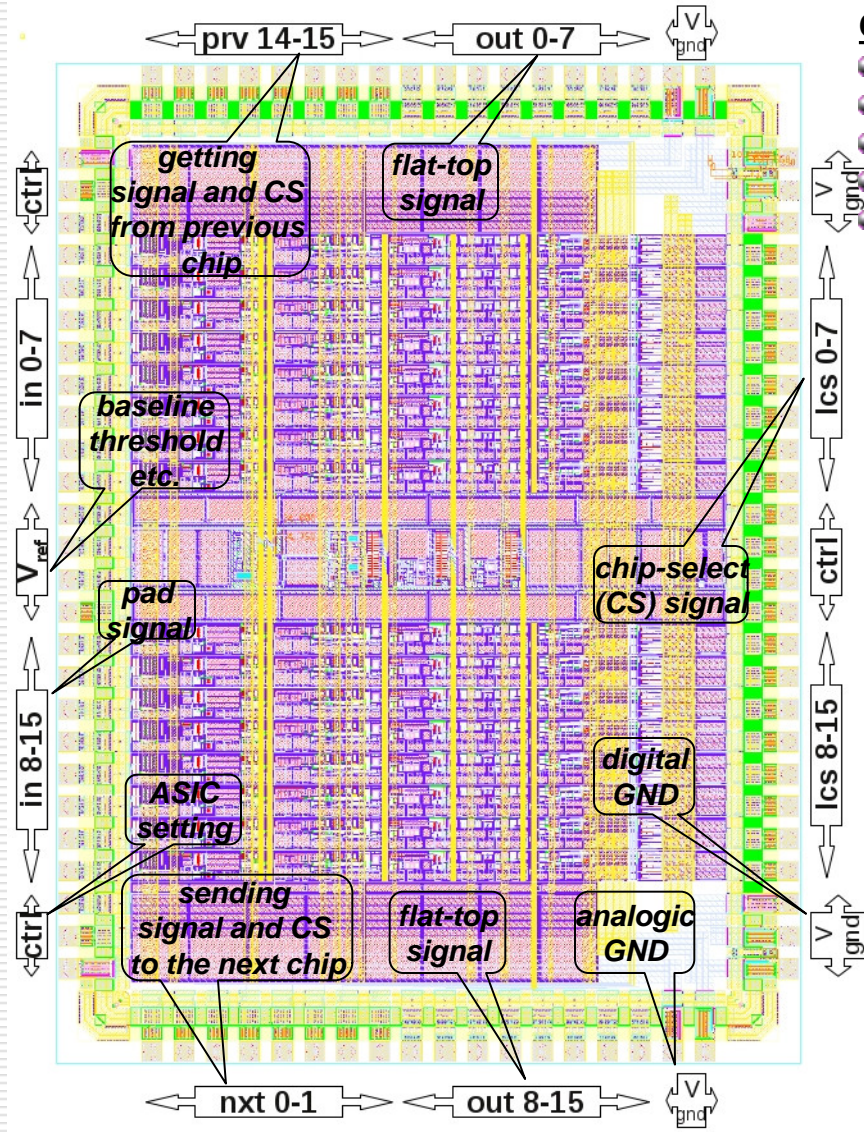 prv 14-15
out 0-7
V
gnd
getting
signal and CS
from previous
chip
flat-top
signal
ctrl
V
gnd
in 0-7
lcs 0-7
baseline
threshold
etc.
Vref
chip-select
(CS) signal
ctrl
pad
signal
in 8-15
lcs 8-15
digital
GND
ASIC
setting
ctrl
sending
signal and CS
to the next chip
flat-top
signal
analogic
GND
V
gnd
nxt 0-1
out 8-15
V
gnd